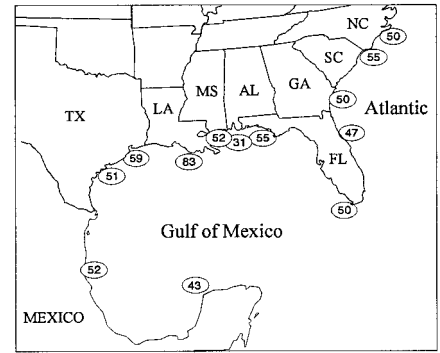 NC
50
SC
55
MS
AL
GA
50
Atlantic
TX
LA
52
31
55
47
59
83
FL
51
50
Gulf of Mexico
52
43
MEXICO